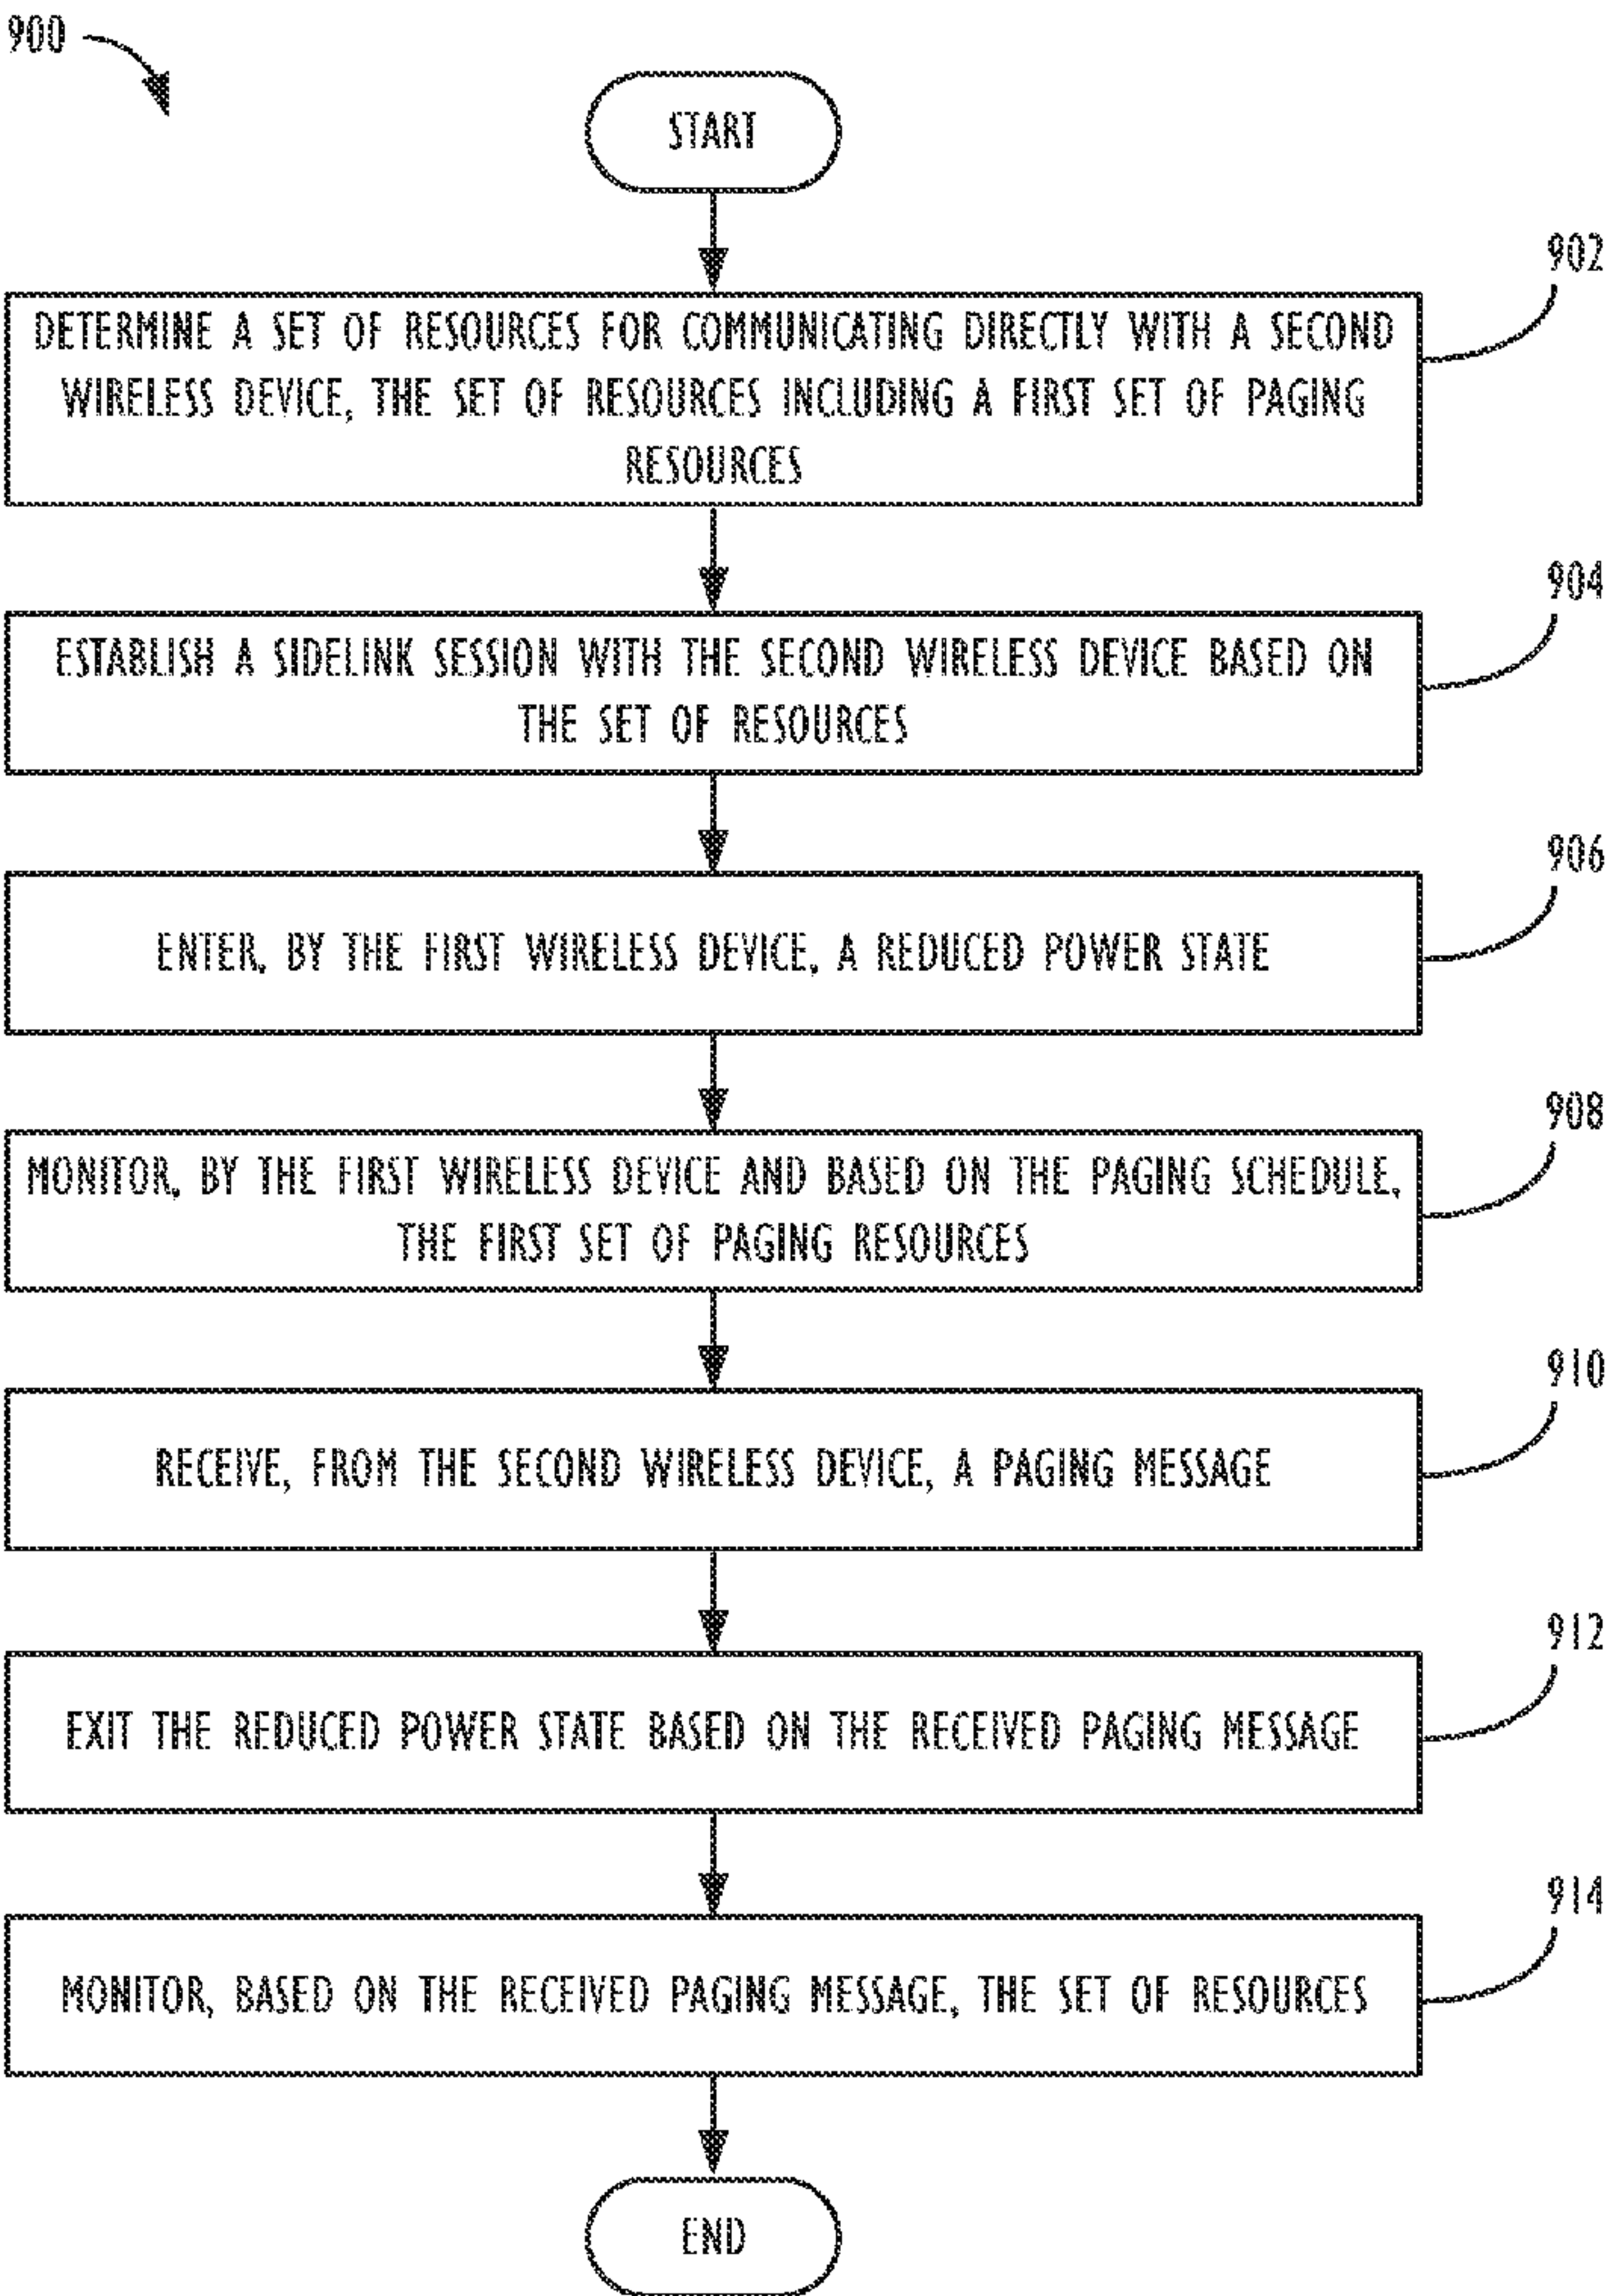 900
START
902
DETERMINE A SET OF RESOURCES FOR COMMUNICATING DIRECTLY WITH A SECOND
WIRELESS DEVICE, THE SET OF RESOURCES INCLUDING A FIRST SET OF PAGING
RESOURCES
904
ESTABLISH A SIDELINK SESSION WITH THE SECOND WIRELESS DEVICE BASED ON
THE SET OF RESOURCES
906
ENTER, BY THE FIRST WIRELESS DEVICE, A REDUCED POWER STATE
908
MONITOR, BY THE FIRST WIRELESS DEVICE AND BASED ON THE PAGING SCHEDULE,
THE FIRST SET OF PAGING RESOURCES
910
RECEIVE, FROM THE SECOND WIRELESS DEVICE, A PAGING MESSAGE
912
EXIT THE REDUCED POWER STATE BASED ON THE RECEIVED PAGING MESSAGE
914
MONITOR, BASED ON THE RECEIVED PAGING MESSAGE, THE SET OF RESOURCES
END